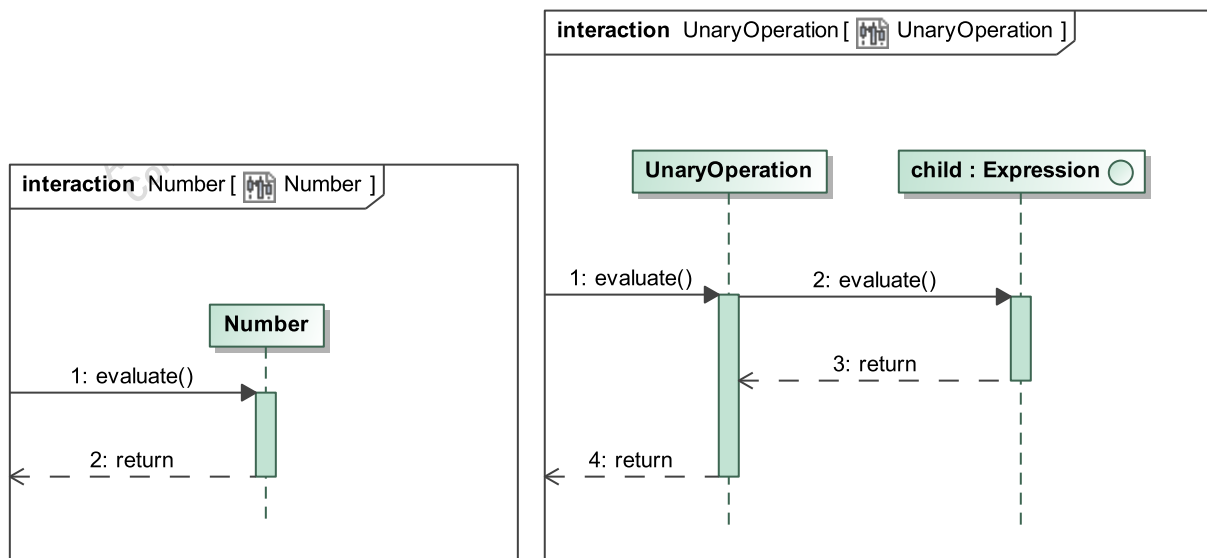 interaction UnaryOperation [ UnaryOperation ]
UnaryOperation
child : Expression
1: evaluate()
2: evaluate()
3: return
4: return
interaction Number [ Number ]
Number
1: evaluate()
2: return